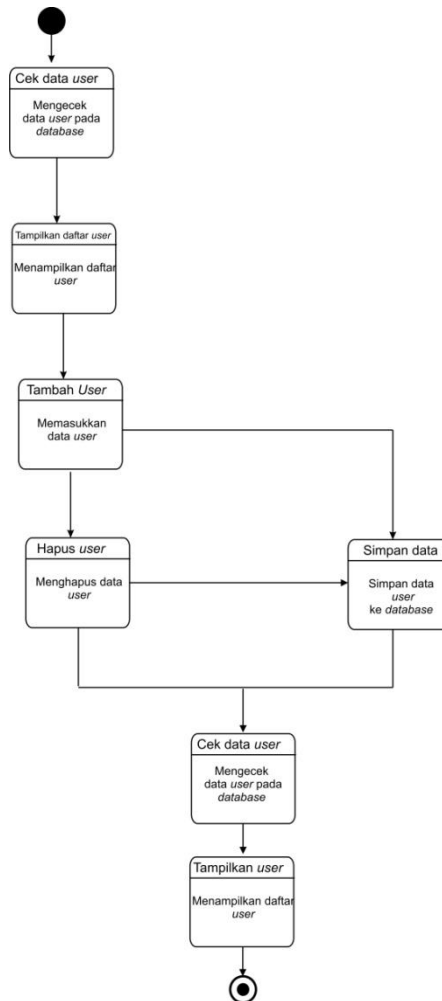 Cek data user
Mengecek
data user pada
database
Tampilkan daftar user
Menampilkan daftar
user
Tambah User
Memasukkan
data user
Hapus user
Menghapus data
user
Simpan data
Simpan data
user
ke database
Cek data user
Mengecek
data user pada
database
Tampilkan user
Menampilkan daftar
user